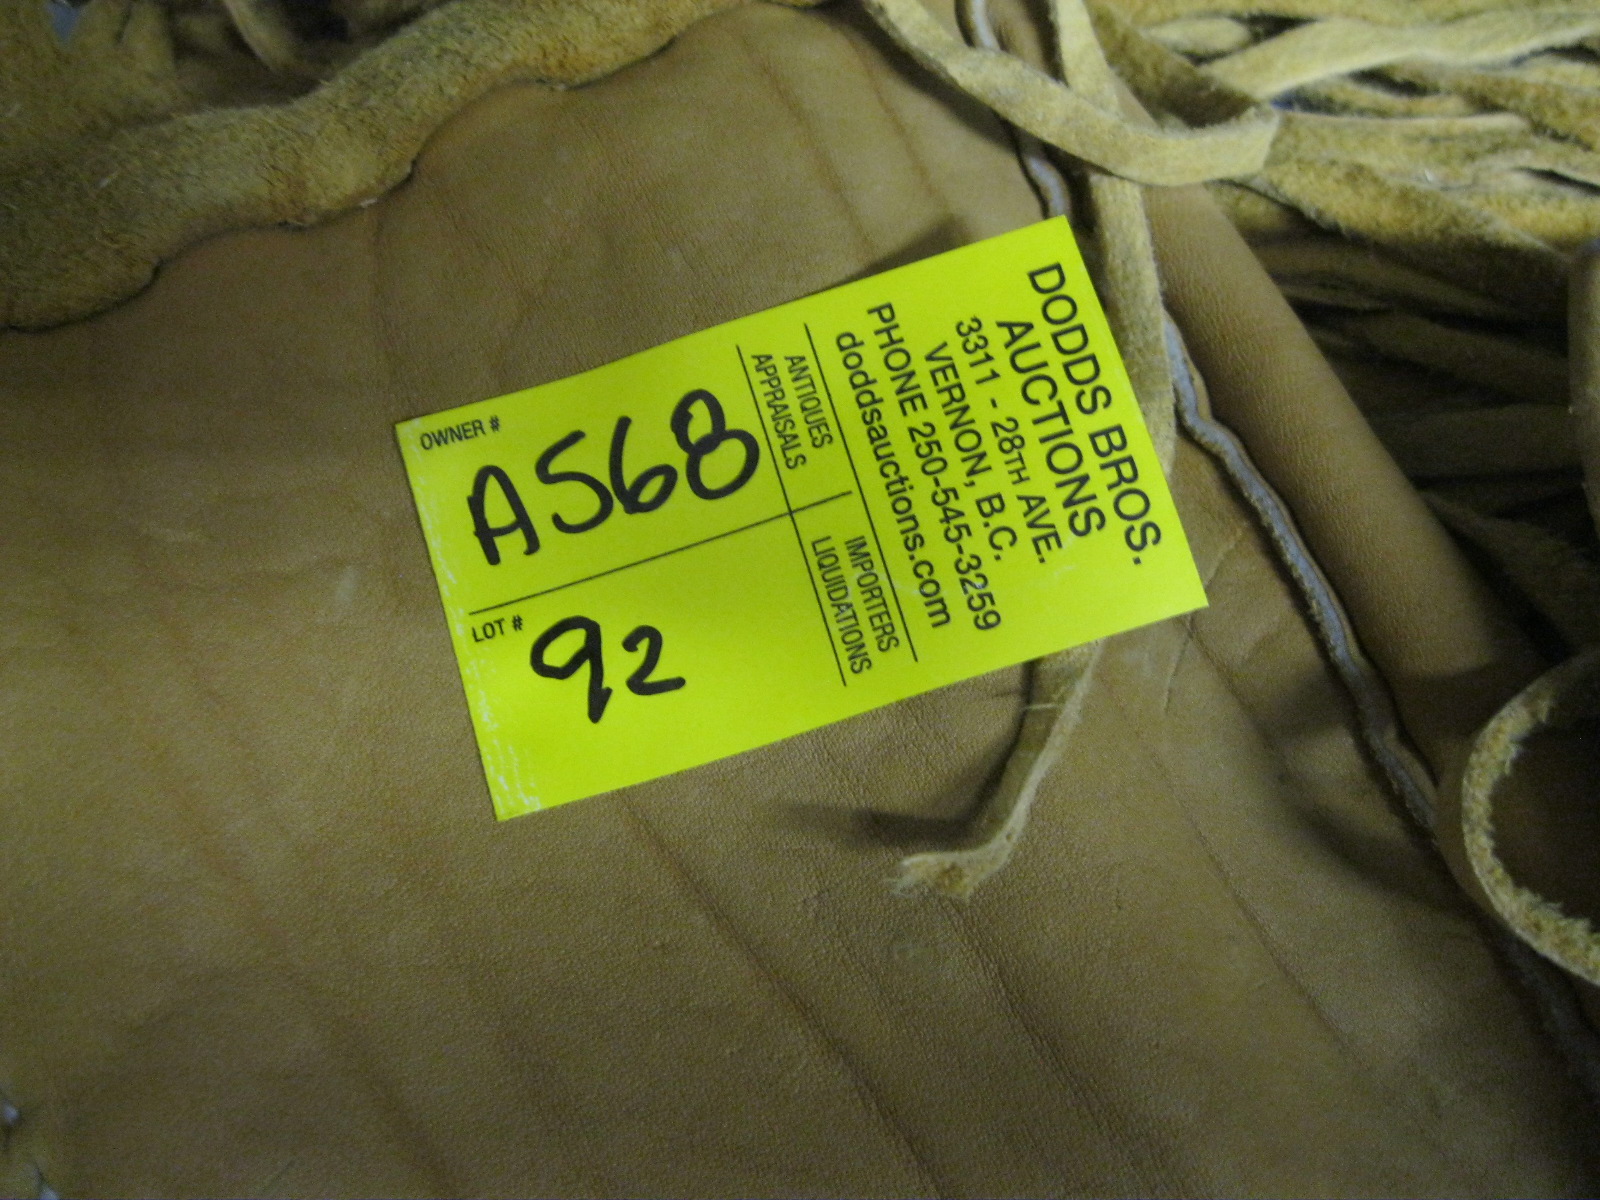 DODDS BROS.
AUCTIONS
3311 - 28TH AVE.
VERNON, B.C.
PHONE 250-545-3259
doddsauctions.com
ANTIQUES
APPRAISALS
IMPORTERS
LIQUIDATIONS
OWNER #
A568
LOT #
92